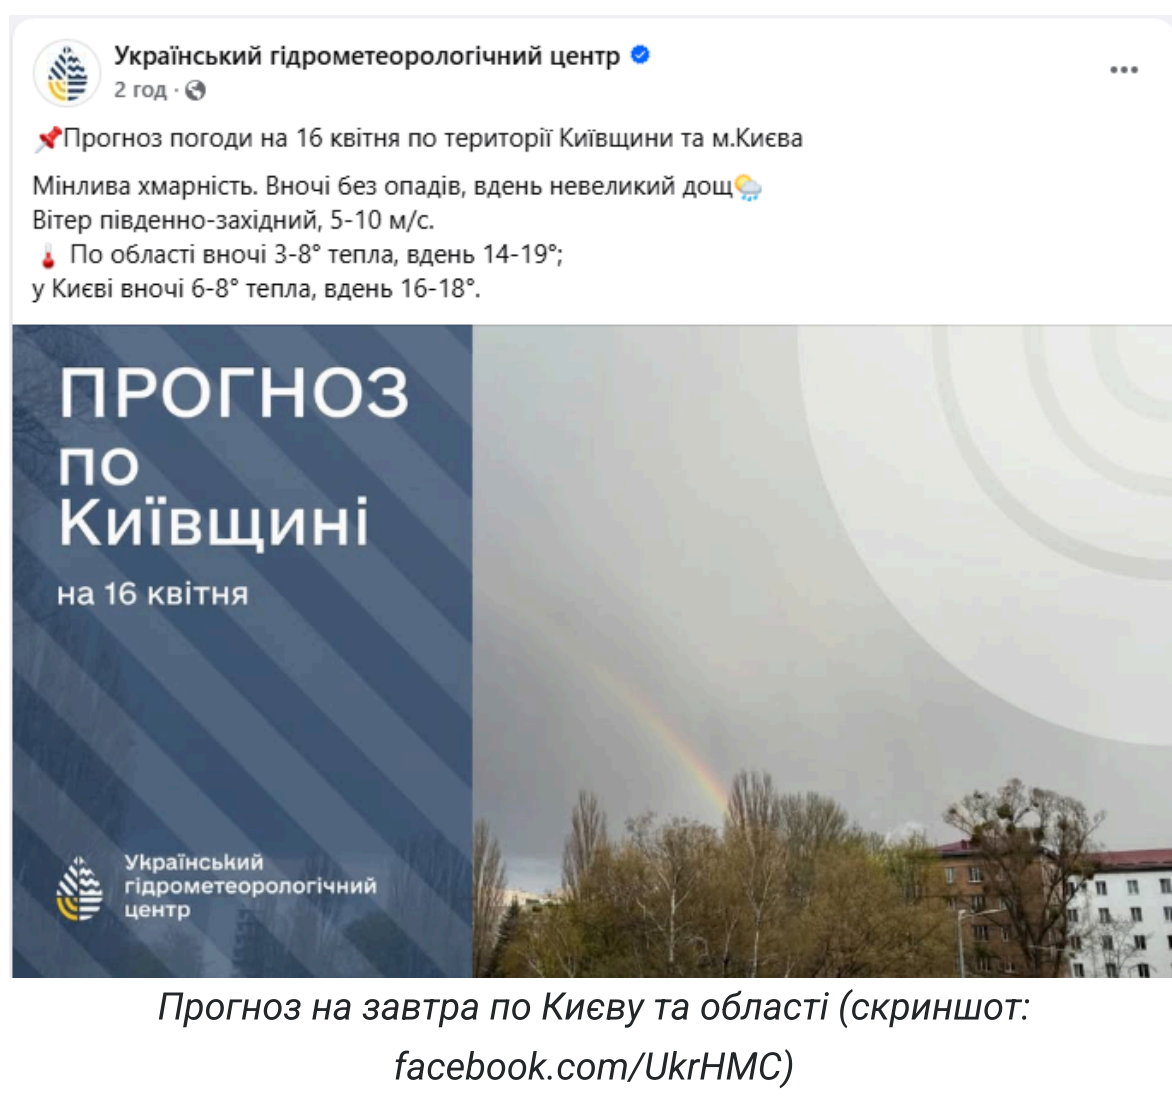 Український гідрометеорологічний центр
2 год ·
Прогноз погоди на 16 квітня по території Київщини та м.Києва
Мінлива хмарність. Вночі без опадів, вдень невеликий дощ
Вітер південно-західний, 5-10 м/с.
По області вночі 3-8° тепла, вдень 14-19°;
у Києві вночі 6-8° тепла, вдень 16-18°.
ПРОГНОЗ
по
Київщині
на 16 квітня
Український
гідрометеорологічний
центр
Прогноз на завтра по Києву та області (скриншот:
facebook.com/UkrHMC)